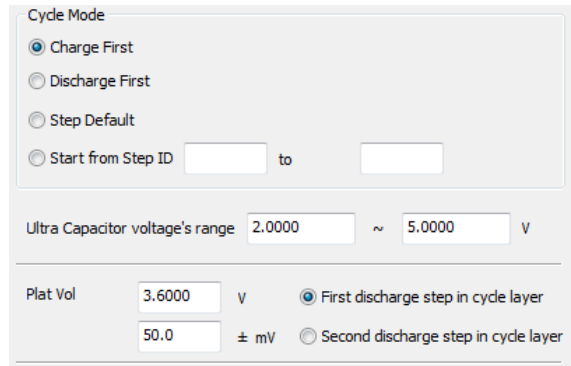 Cycle Mode
Charge First
Discharge First
Step Default
Start from Step ID to
Ultra Capacitor voltage's range 2.0000 ~ 5.0000 V
Plat Vol 3.6000 V First discharge step in cycle layer
50.0 ± mV Second discharge step in cycle layer